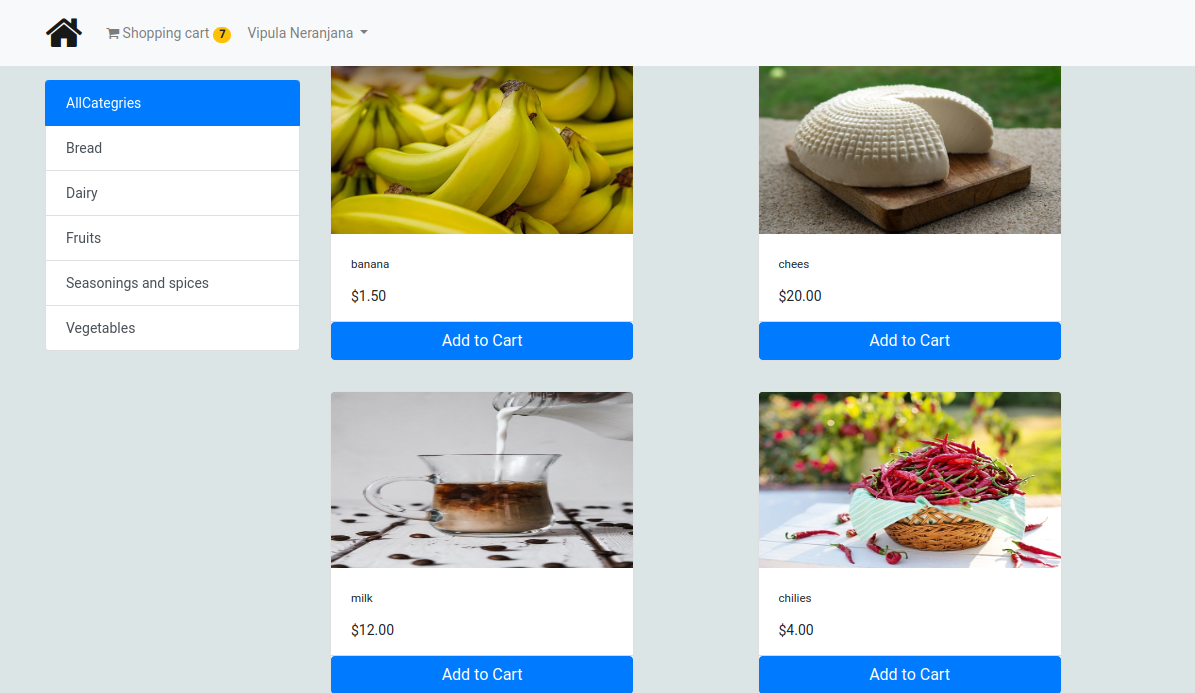 Shopping cart 7 Vipula Neranjana
AllCategries
Bread
Dairy
Fruits
Seasonings and spices
Vegetables
banana
$1.50
Add to Cart
chees
$20.00
Add to Cart
milk
$12.00
Add to Cart
chilies
$4.00
Add to Cart